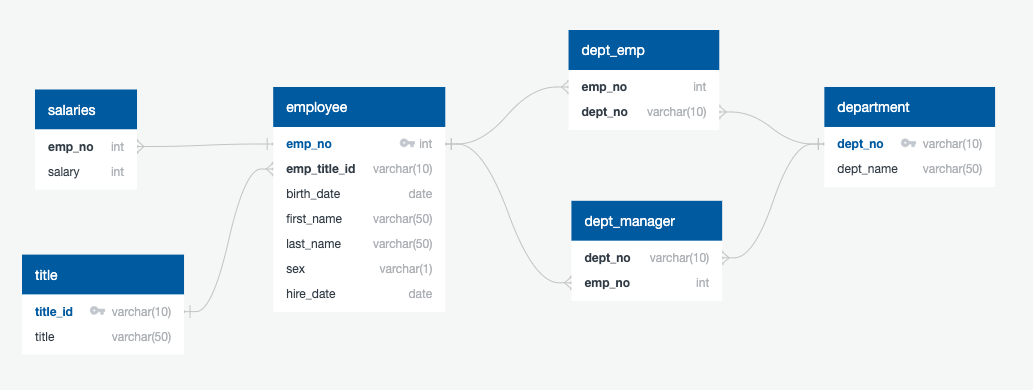 salaries
emp_no int
salary int
title
title_id varchar(10)
title varchar(50)
employee
emp_no int
emp_title_id varchar(10)
birth_date date
first_name varchar(50)
last_name varchar(50)
sex varchar(1)
hire_date date
dept_emp
emp_no int
dept_no varchar(10)
dept_manager
dept_no varchar(10)
emp_no int
department
dept_no varchar(10)
dept_name varchar(50)